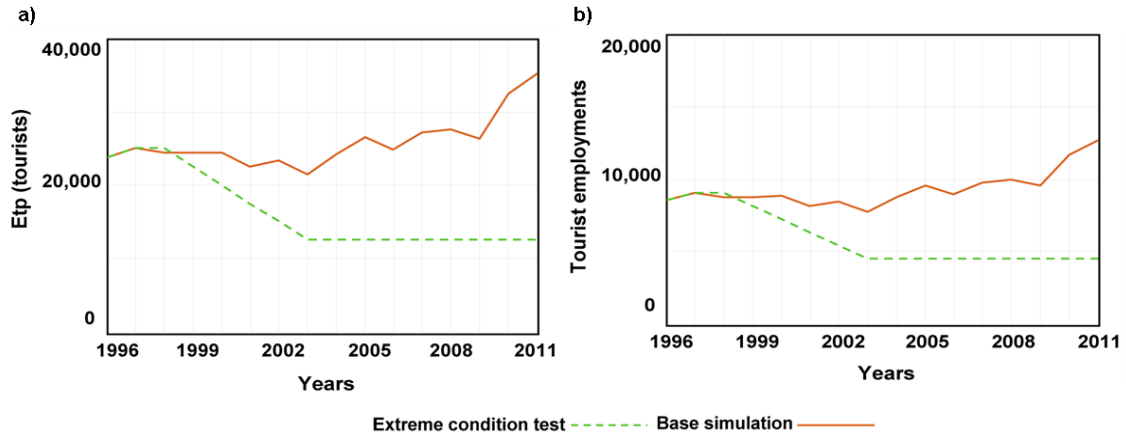 a)
40,000
20,000
0
Etp (tourists)
1996 1999 2002 2005 2008 2011
Years
b)
20,000
10,000
0
Tourist employments
1996 1999 2002 2005 2008 2011
Years
Extreme condition test Base simulation